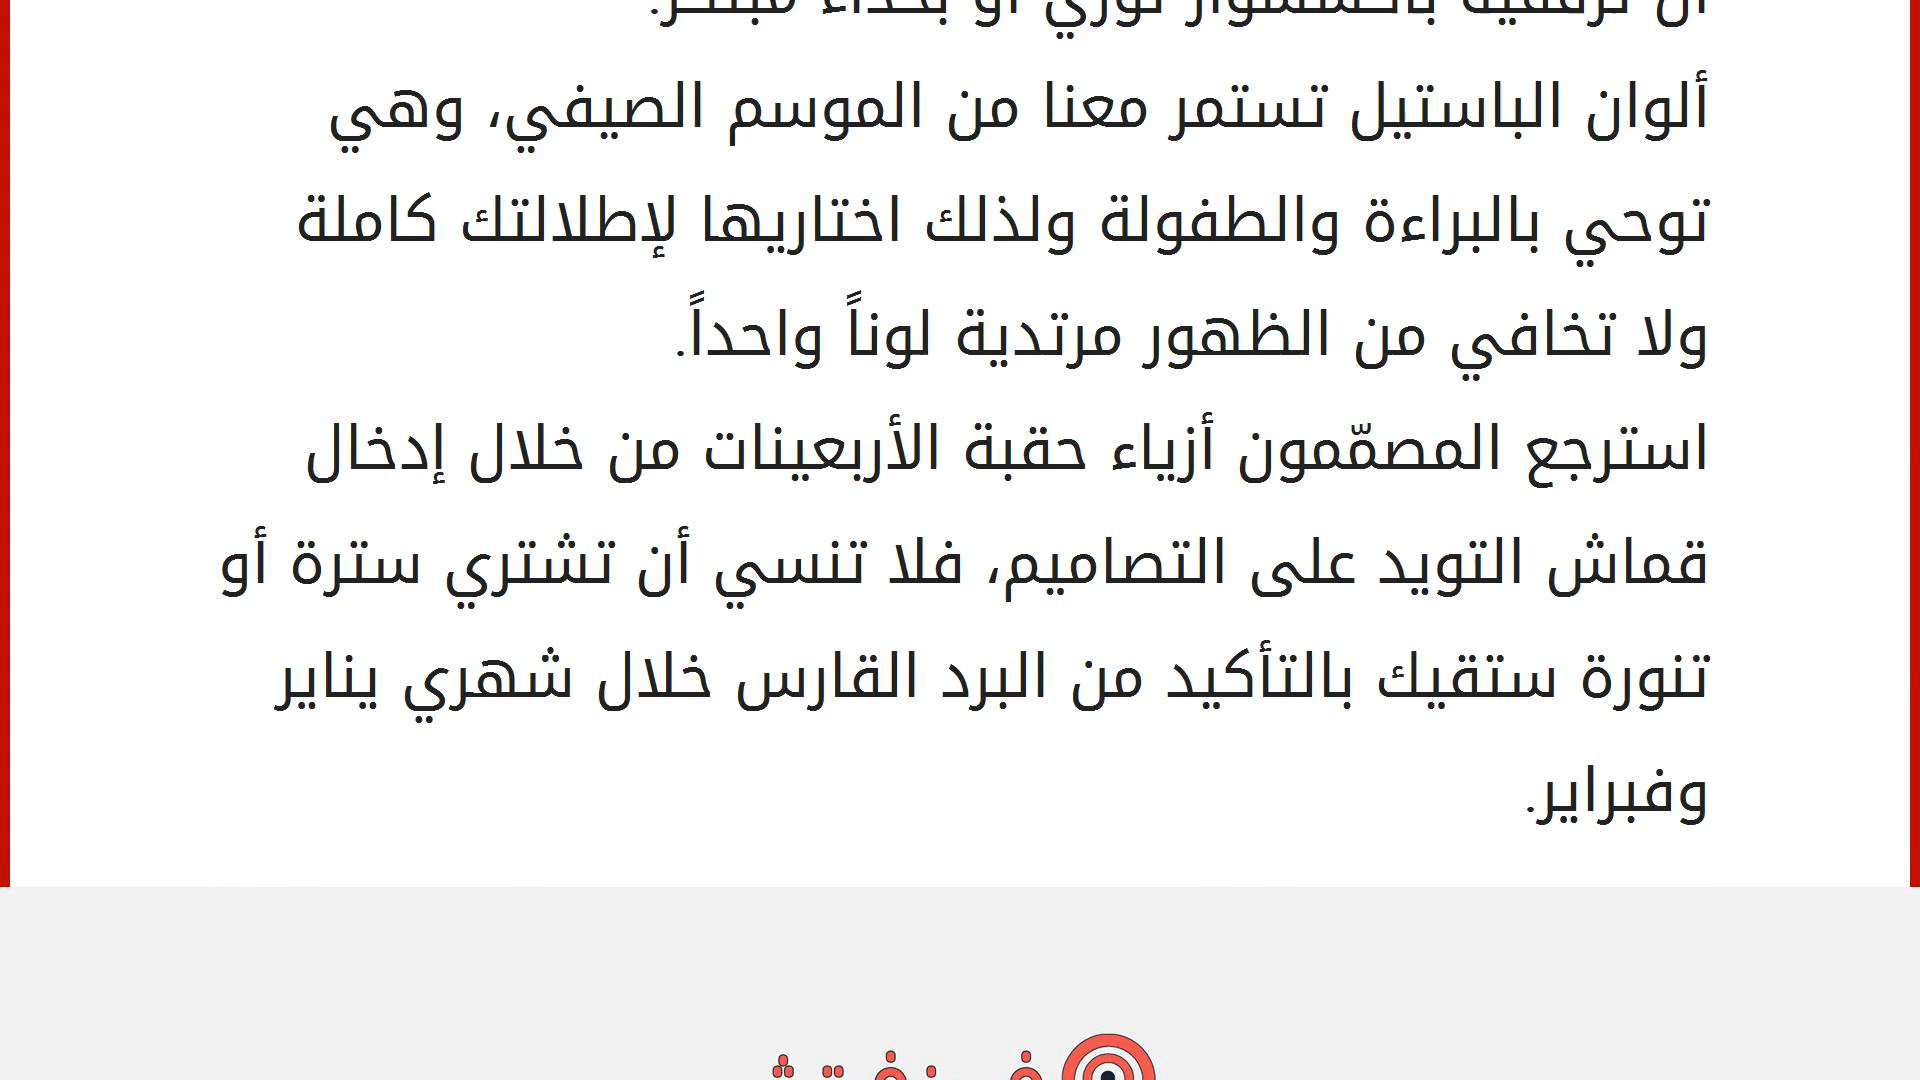 ألوان الباستيل تستمر معنا من الموسم الصيفي، وهي
توحي بالبراءة والطفولة ولذلك اختاريها لإطلالتك كاملة
ولا تخافي من الظهور مرتدية لوناً واحداً.
استرجع المصمّمون أزياء حقبة الأربعينات من خلال إدخال
قماش التويد على التصاميم، فلا تنسي أن تشتري سترة أو
تنورة ستقيك بالتأكيد من البرد القارس خلال شهري يناير
وفبراير.